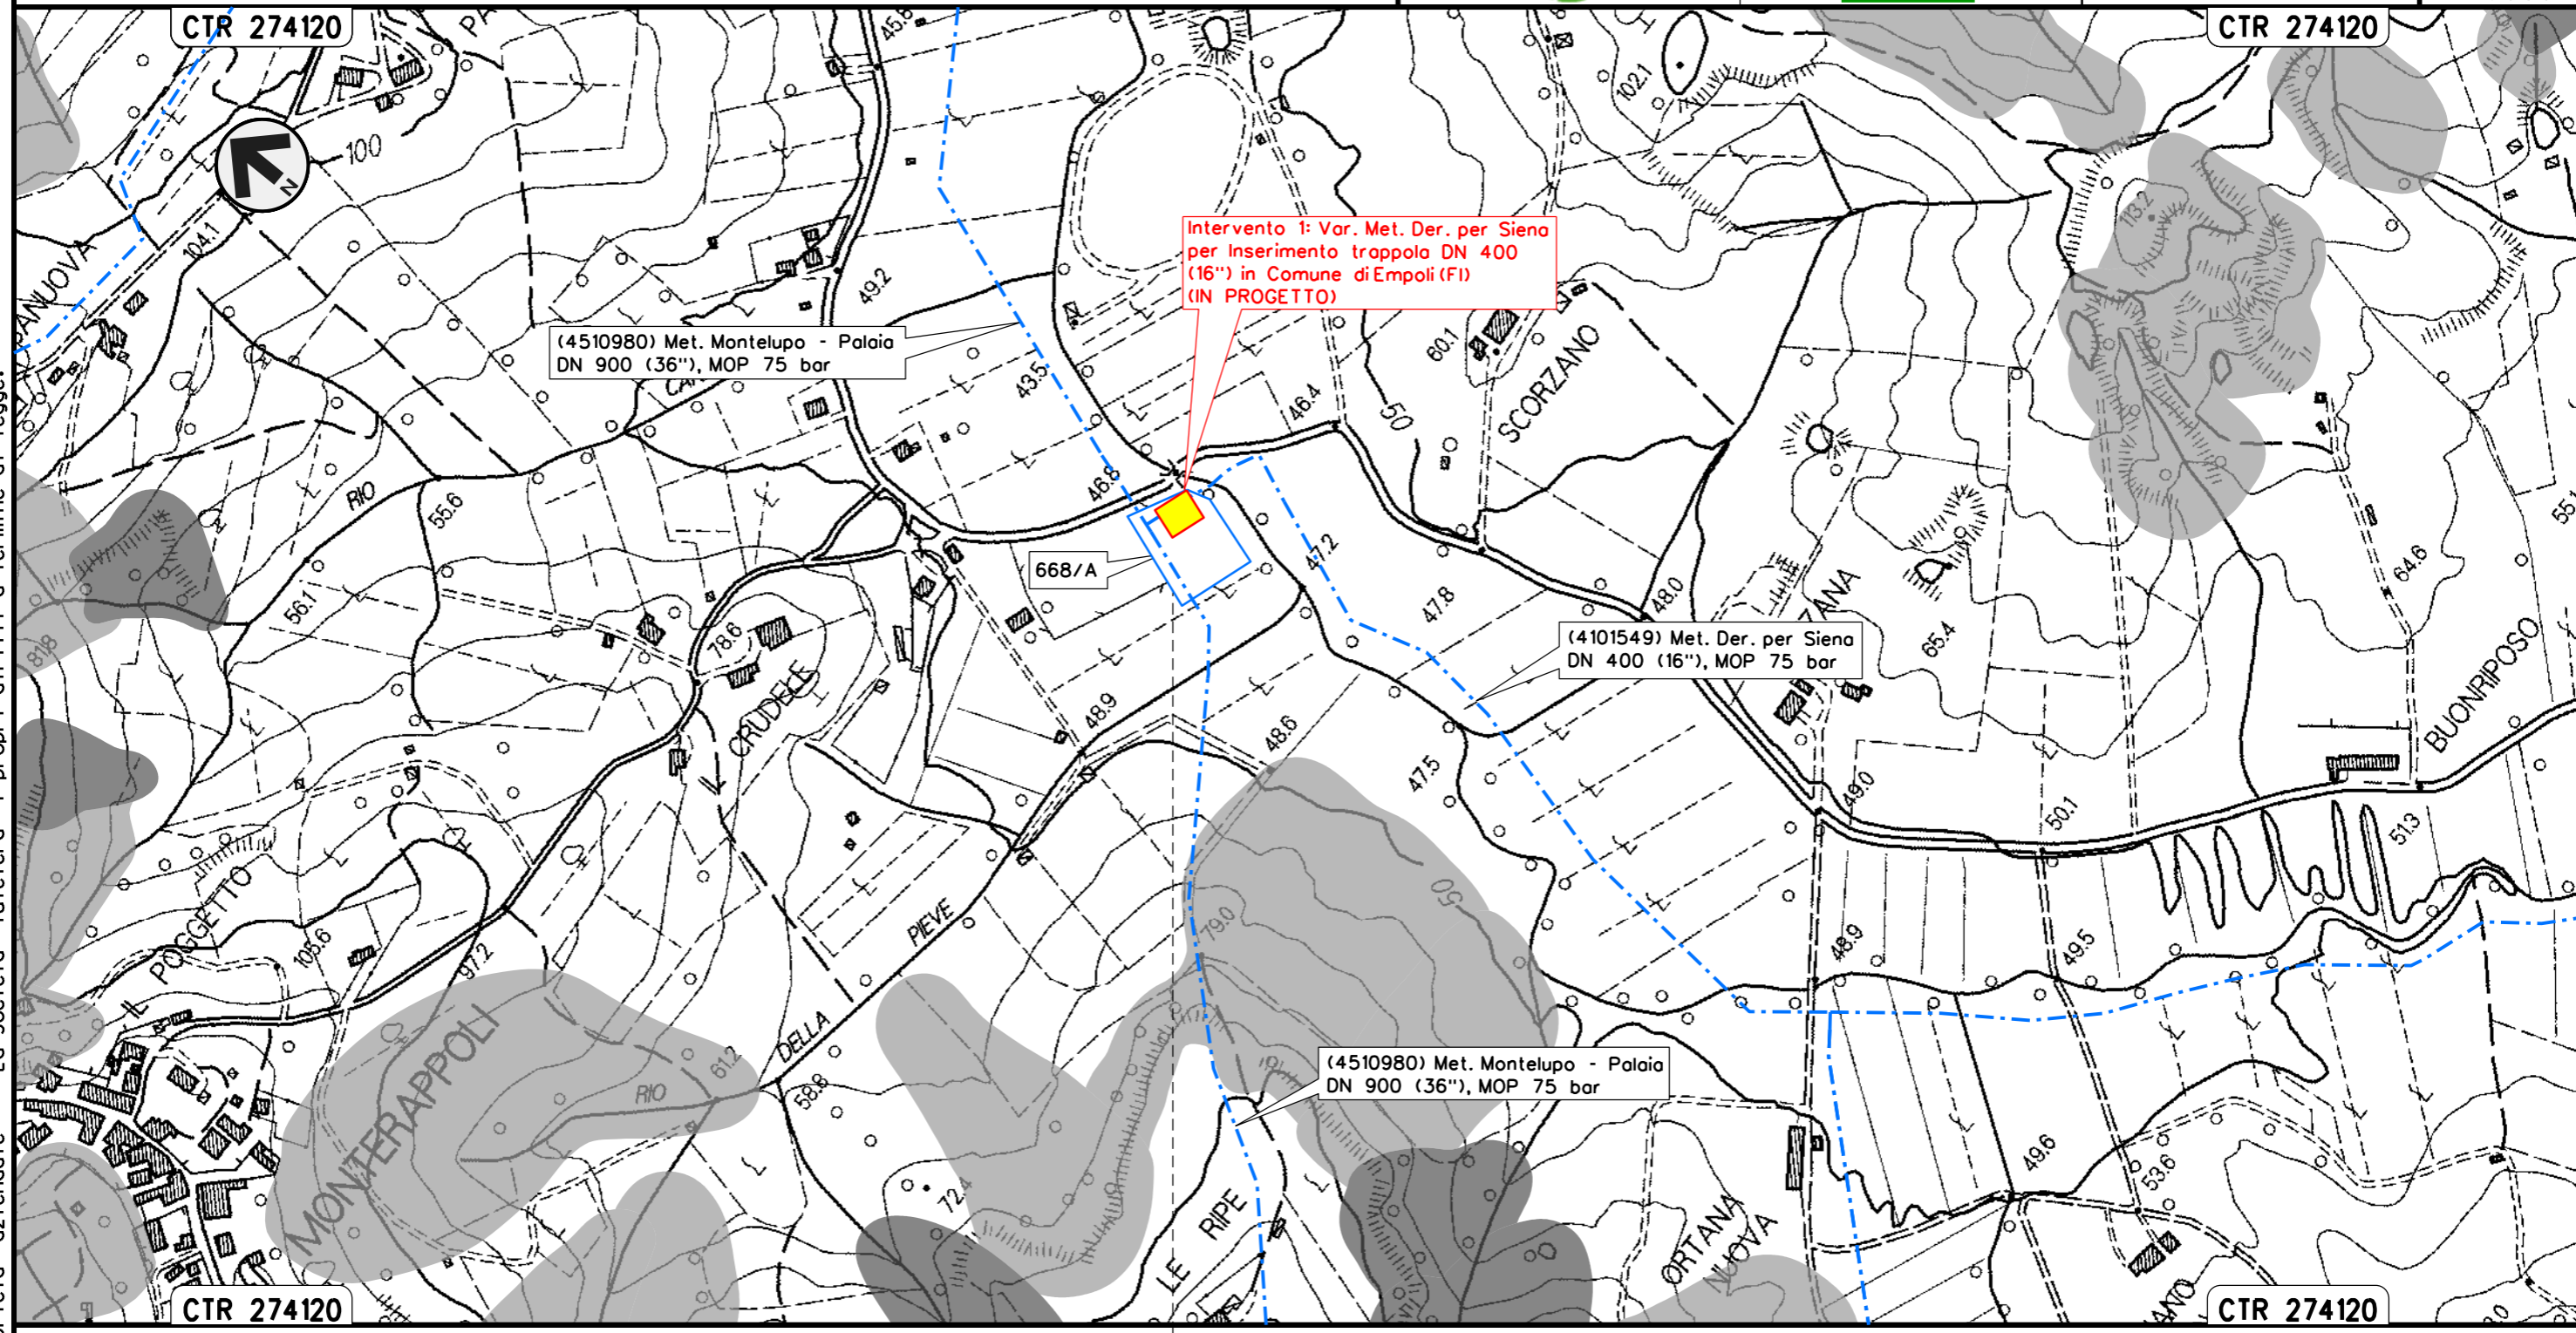 CTR 274120
CTR 274120
PA
45.8
102.1
100
N
104.1
113.2
Intervento 1: Var. Met. Der. per Siena
per Inserimento trappola DN 400
(16") in Comune di Empoli (FI)
(IN PROGETTO)
49.2
(4510980) Met. Montelupo - Palaia
DN 900 (36"), MOP 75 bar
43.5
60.1
SCORZANO
46.4
50
RIO
55.6
46.8
668/A
47.2
47.8
48.0
64.6
56.1
81.8
78.6
IL CRUDELE
65.4
(4101549) Met. Der. per Siena
DN 400 (16"), MOP 75 bar
BUONRIPOSO
48.9
48.6
47.5
49.0
50.1
51.3
IL POGGETTO
105.6
97.2
PIEVE
79.0
50
48.9
49.5
MONTERAPPOLI
DELLA
RIO
61.2
58.8
(4510980) Met. Montelupo - Palaia
DN 900 (36"), MOP 75 bar
49.6
53.6
72.4
LE RIPE
ORTANA
NUOVA
CTR 274120
CTR 274120